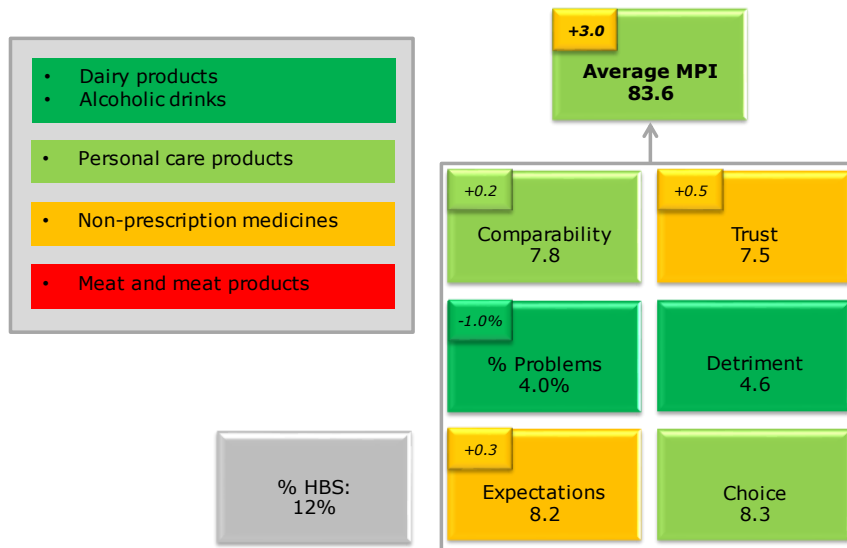 • Dairy products
• Alcoholic drinks
• Personal care products
• Non-prescription medicines
• Meat and meat products
+3.0
Average MPI
83.6
+0.2
Comparability
7.8
+0.5
Trust
7.5
-1.0%
% Problems
4.0%
Detriment
4.6
+0.3
Expectations
8.2
Choice
8.3
% HBS:
12%